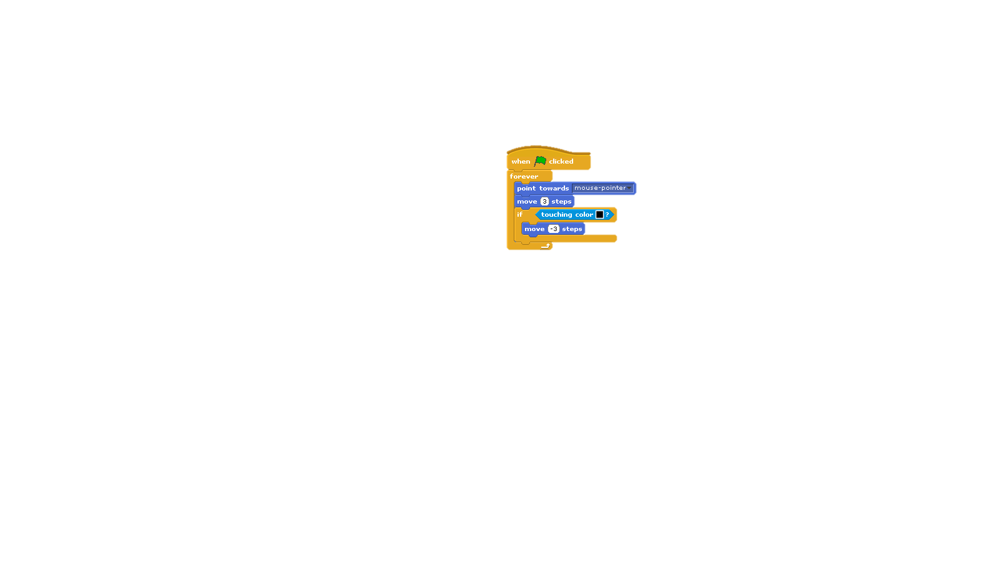 when clicked
forever
point towards mouse-pointer
move 3 steps
if touching color ?
move -3 steps